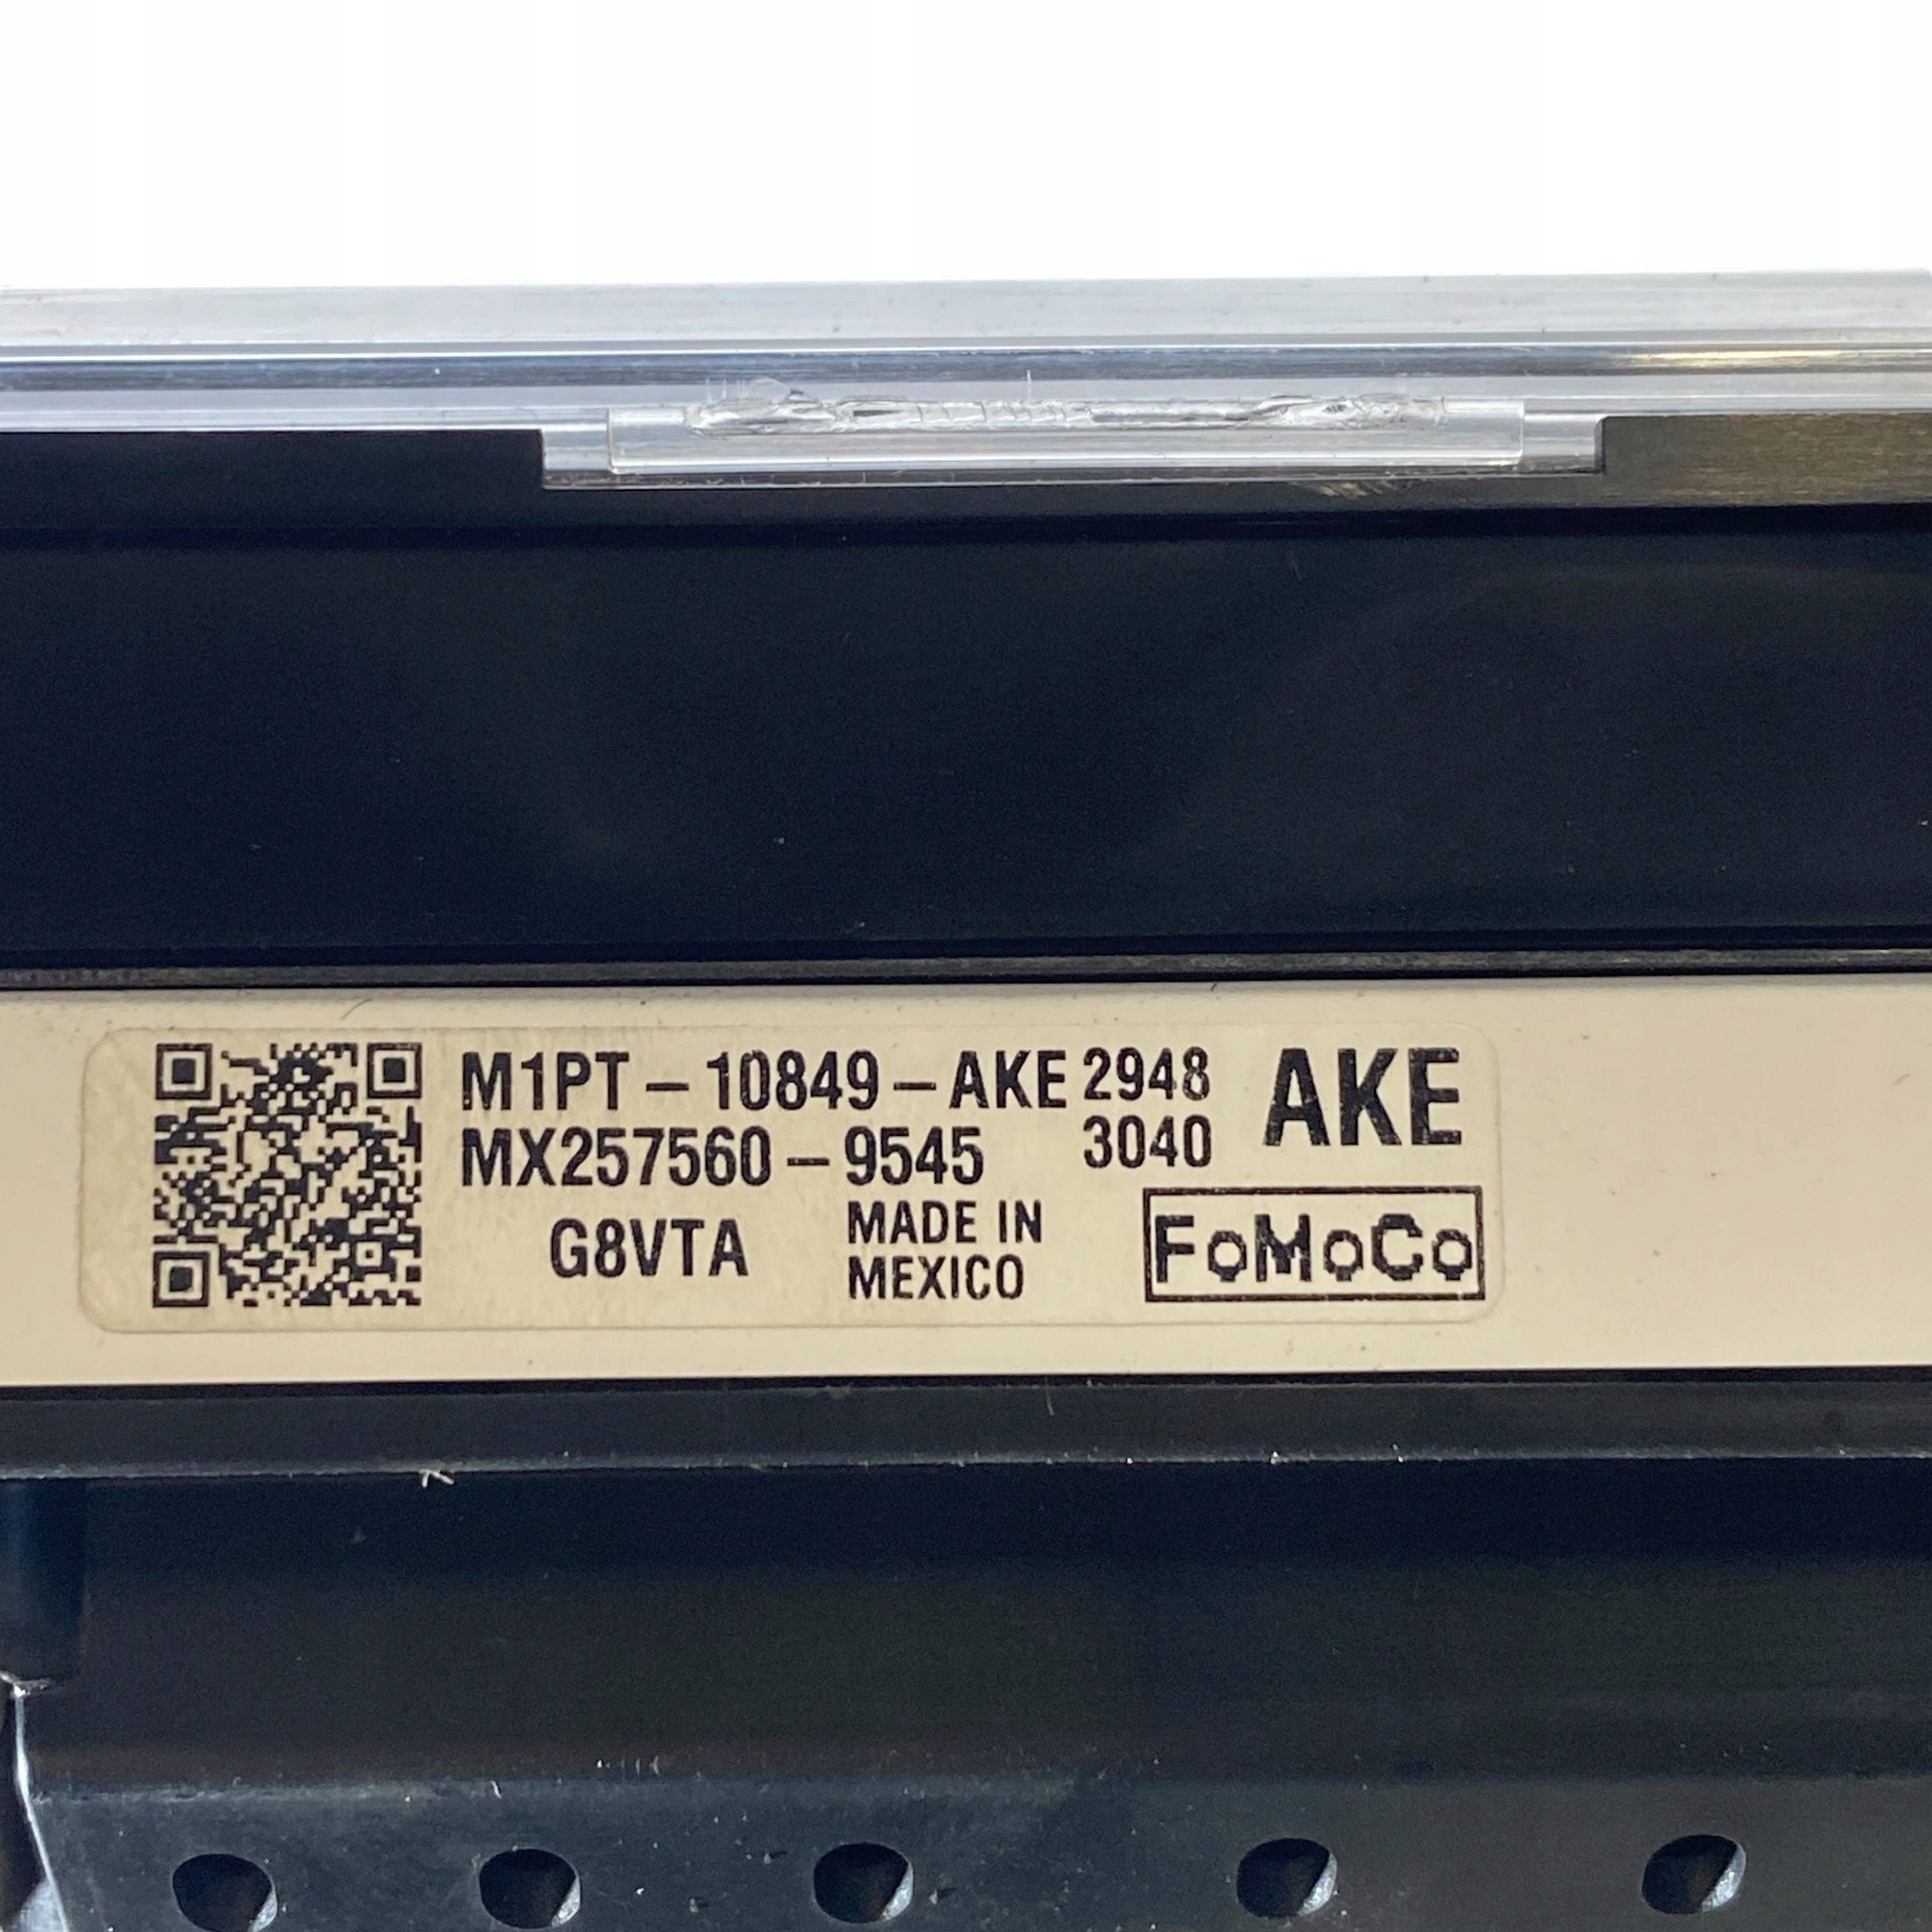 M1PT-10849-AKE 2948 AKE
MX257560-9545 3040
G8VTA MADE IN MEXICO FoMoCo